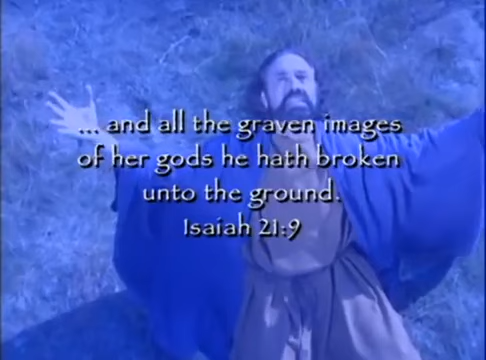 ... and all the graven images
of her gods he hath broken
unto the ground.
Isaiah 21:9